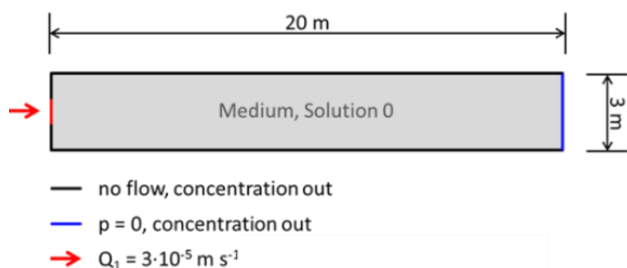 20 m
Medium, Solution 0
3 m
no flow, concentration out
p = 0, concentration out
Q₁ = 3·10⁻⁵ m s⁻¹